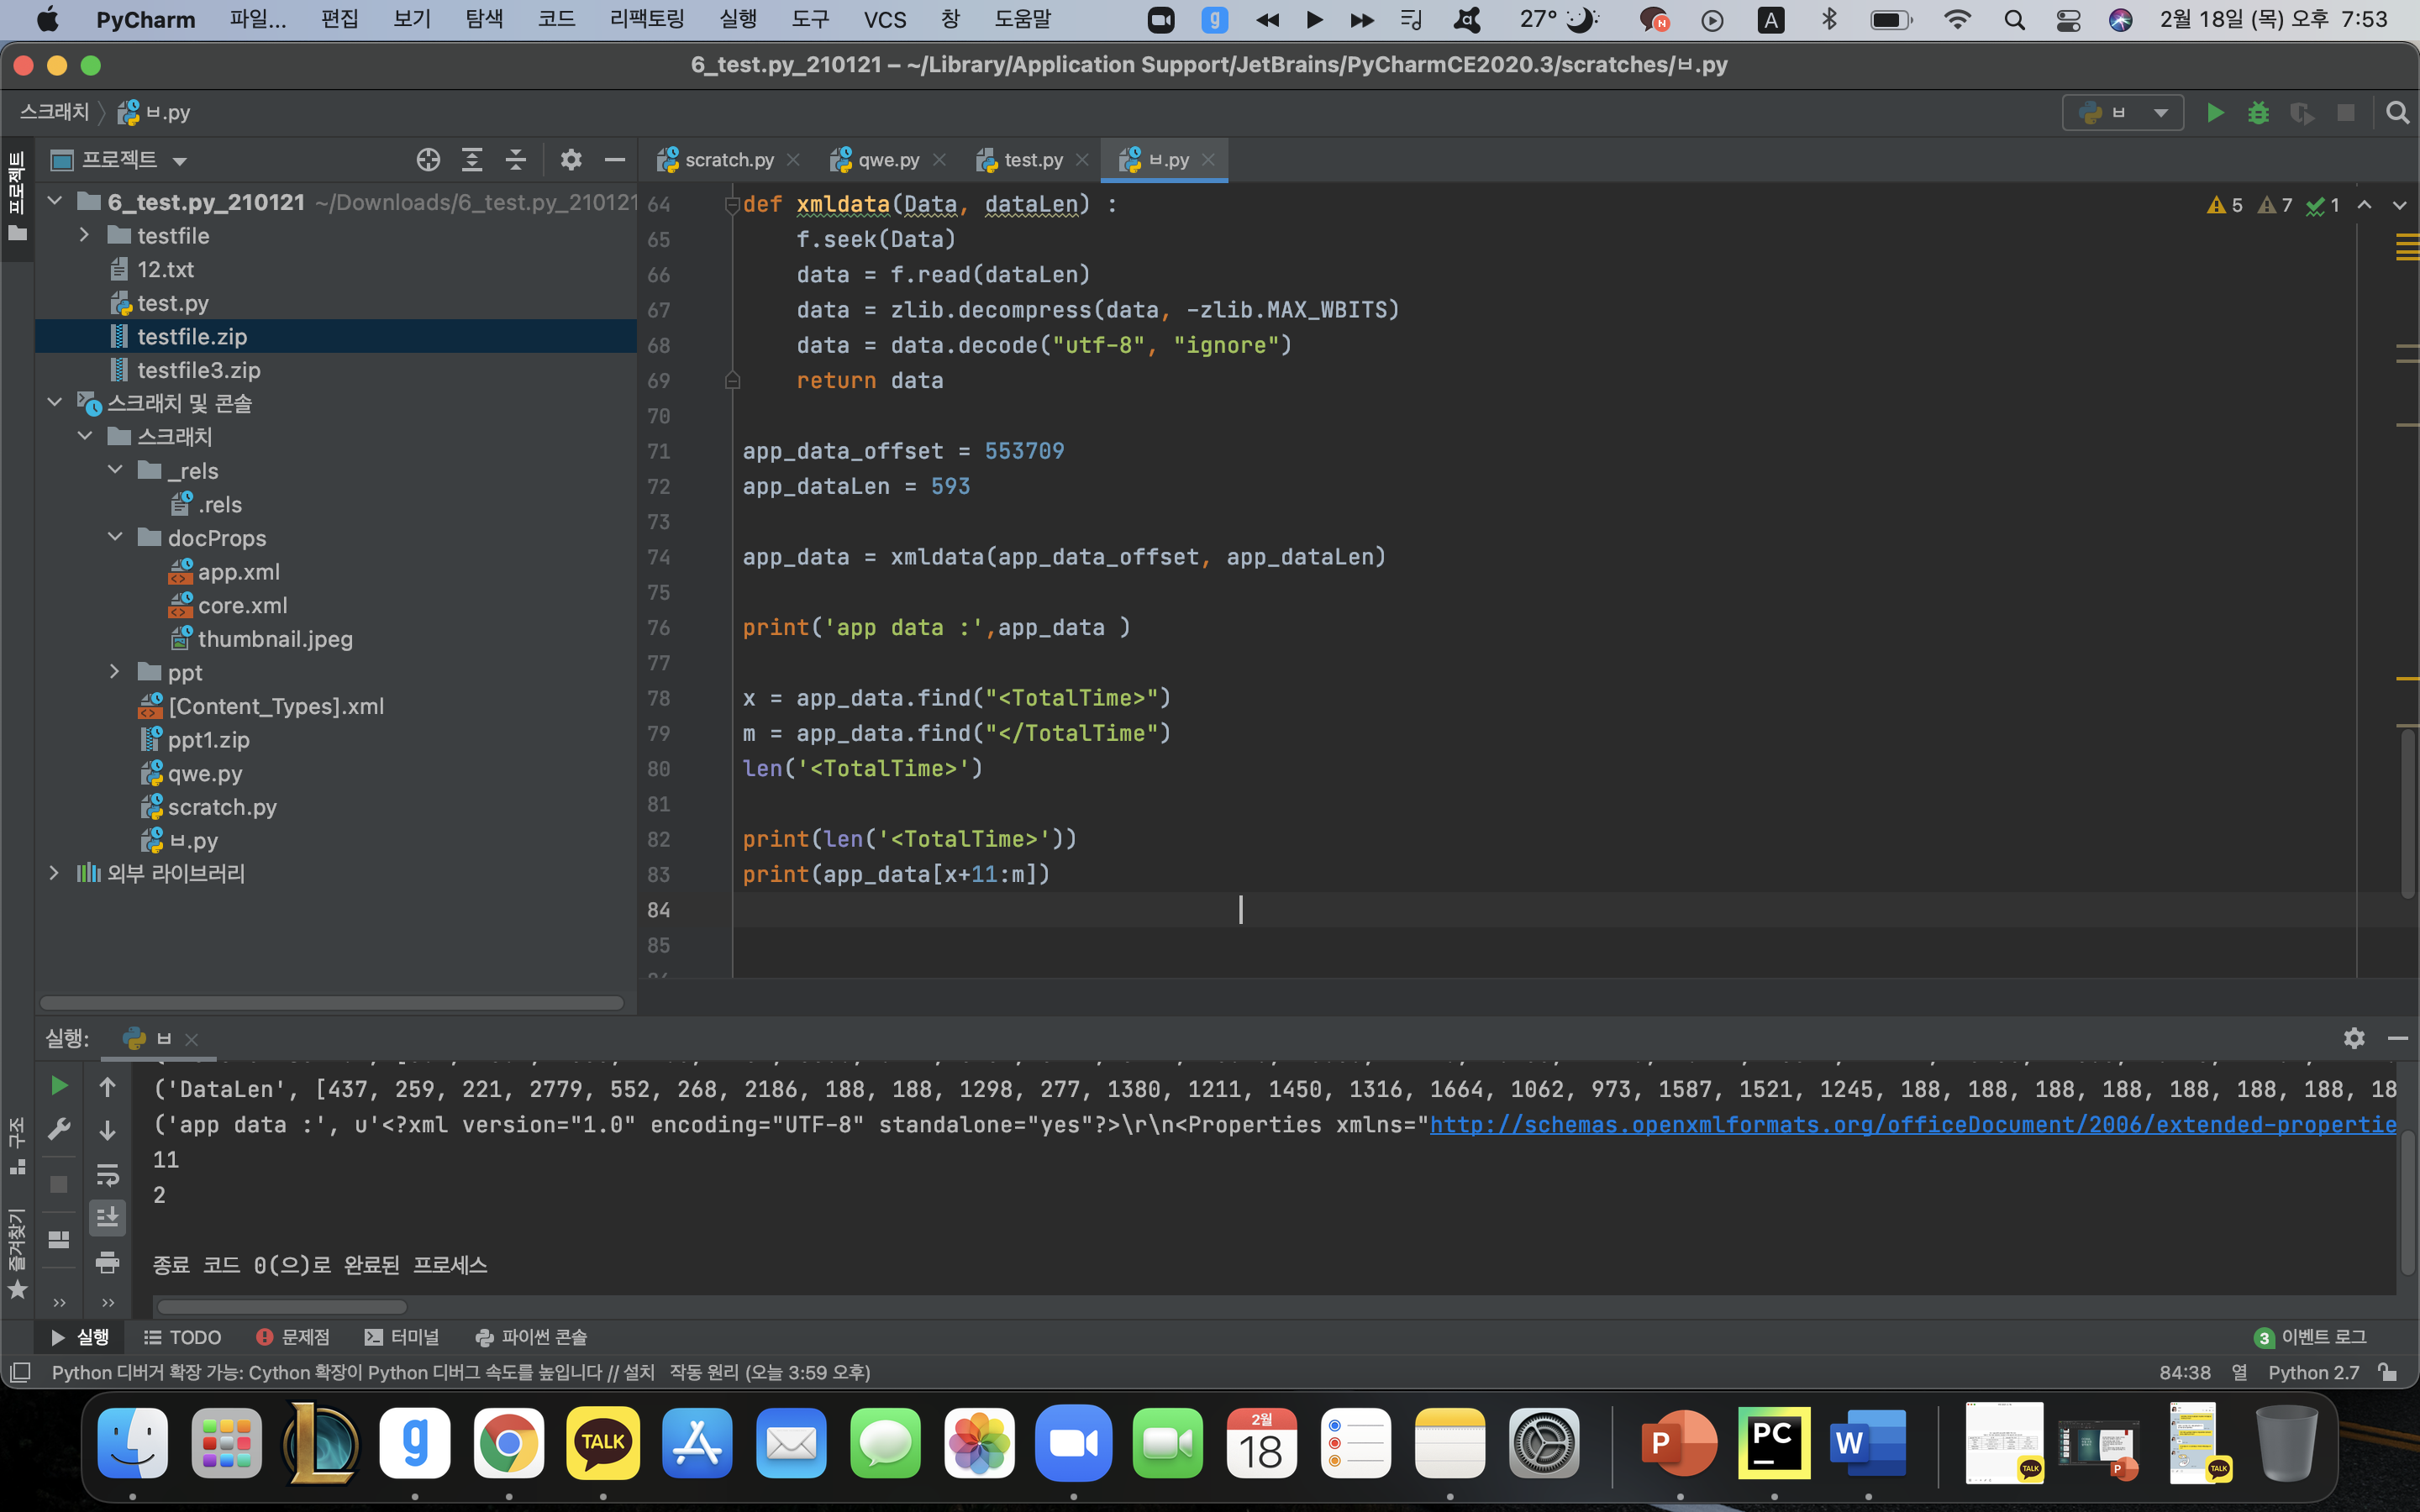 PyCharm 파일... 편집 보기 탐색 코드 리팩토링 실행 도구 VCS 창 도움말 27° A 2월 18일 (목) 오후 7:53
6_test.py_210121 – ~/Library/Application Support/JetBrains/PyCharmCE2020.3/scratches/ㅂ.py
스크래치 ㅂ.py ㅂ
프로젝트 프로젝트 scratch.py qwe.py test.py ㅂ.py
6_test.py_210121 ~/Downloads/6_test.py_210121
testfile
12.txt
test.py
testfile.zip
testfile3.zip
스크래치 및 콘솔
스크래치
_rels
.rels
docProps
app.xml
core.xml
thumbnail.jpeg
ppt
[Content_Types].xml
ppt1.zip
qwe.py
scratch.py
ㅂ.py
외부 라이브러리
64 def xmldata(Data, dataLen) : 5 7 1
65 f.seek(Data)
66 data = f.read(dataLen)
67 data = zlib.decompress(data, -zlib.MAX_WBITS)
68 data = data.decode("utf-8", "ignore")
69 return data
70
71 app_data_offset = 553709
72 app_dataLen = 593
73
74 app_data = xmldata(app_data_offset, app_dataLen)
75
76 print('app data :',app_data )
77
78 x = app_data.find("<TotalTime>")
79 m = app_data.find("</TotalTime")
80 len('<TotalTime>')
81
82 print(len('<TotalTime>'))
83 print(app_data[x+11:m])
84
85
실행: ㅂ
('DataLen', [437, 259, 221, 2779, 552, 268, 2186, 188, 188, 1298, 277, 1380, 1211, 1450, 1316, 1664, 1062, 973, 1587, 1521, 1245, 188, 188, 188, 188, 188, 188, 188, 18
('app data :', u'<?xml version="1.0" encoding="UTF-8" standalone="yes"?>\r\n<Properties xmlns="http://schemas.openxmlformats.org/officeDocument/2006/extended-propertie
11
2
종료 코드 0(으)로 완료된 프로세스
구조
즐겨찾기
실행 TODO 문제점 터미널 파이썬 콘솔 3 이벤트 로그
Python 디버거 확장 가능: Cython 확장이 Python 디버그 속도를 높입니다 // 설치 작동 원리 (오늘 3:59 오후) 84:38 열 Python 2.7
g TALK 2월 18 P PC W TALK P TALK